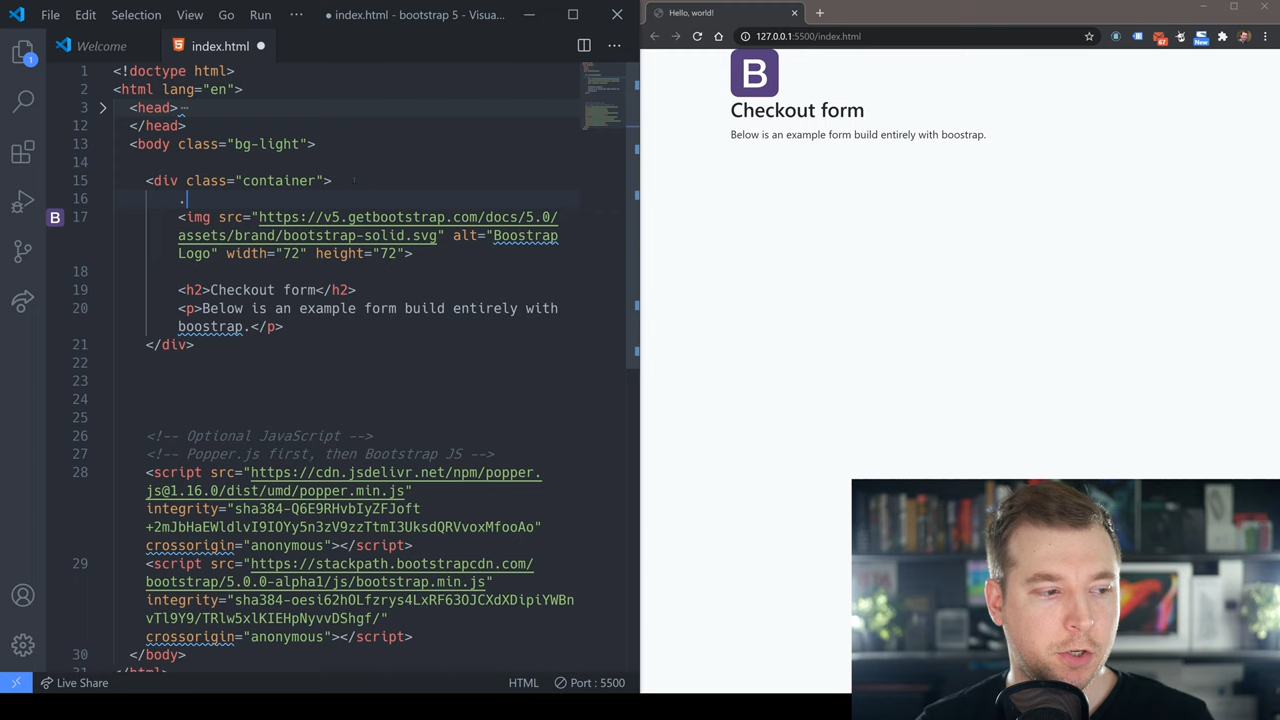 File Edit Selection View Go Run ··· ● index.html - bootstrap 5 - Visua...
Welcome
index.html
1 <!doctype html>
2 <html lang="en">
3 <head>
12 </head>
13 <body class="bg-light">
14
15 <div class="container">
16 .
17 <img src="https://v5.getbootstrap.com/docs/5.0/
assets/brand/bootstrap-solid.svg" alt="Boostrap
Logo" width="72" height="72">
18
19 <h2>Checkout form</h2>
20 <p>Below is an example form build entirely with
boostrap.</p>
21 </div>
22
23
24
25
26 <!-- Optional JavaScript -->
27 <!-- Popper.js first, then Bootstrap JS -->
28 <script src="https://cdn.jsdelivr.net/npm/popper.
js@1.16.0/dist/umd/popper.min.js"
integrity="sha384-Q6E9RHvbIyZFJoft
+2mJbHaEWldlvI9IOYy5n3zV9zzTtmI3UksdQRVvoxMfooAo"
crossorigin="anonymous"></script>
29 <script src="https://stackpath.bootstrapcdn.com/
bootstrap/5.0.0-alpha1/js/bootstrap.min.js"
integrity="sha384-oesi62hOLfzrys4LxRF63OJCXdXDipiYWBn
vTl9Y9/TRlw5xlKIEHpNyvvDShgf/"
crossorigin="anonymous"></script>
30 </body>
31 </html>
Live Share
HTML
Port : 5500
Hello, world!
127.0.0.1:5500/index.html
67
New
B
Checkout form
Below is an example form build entirely with boostrap.
B
1